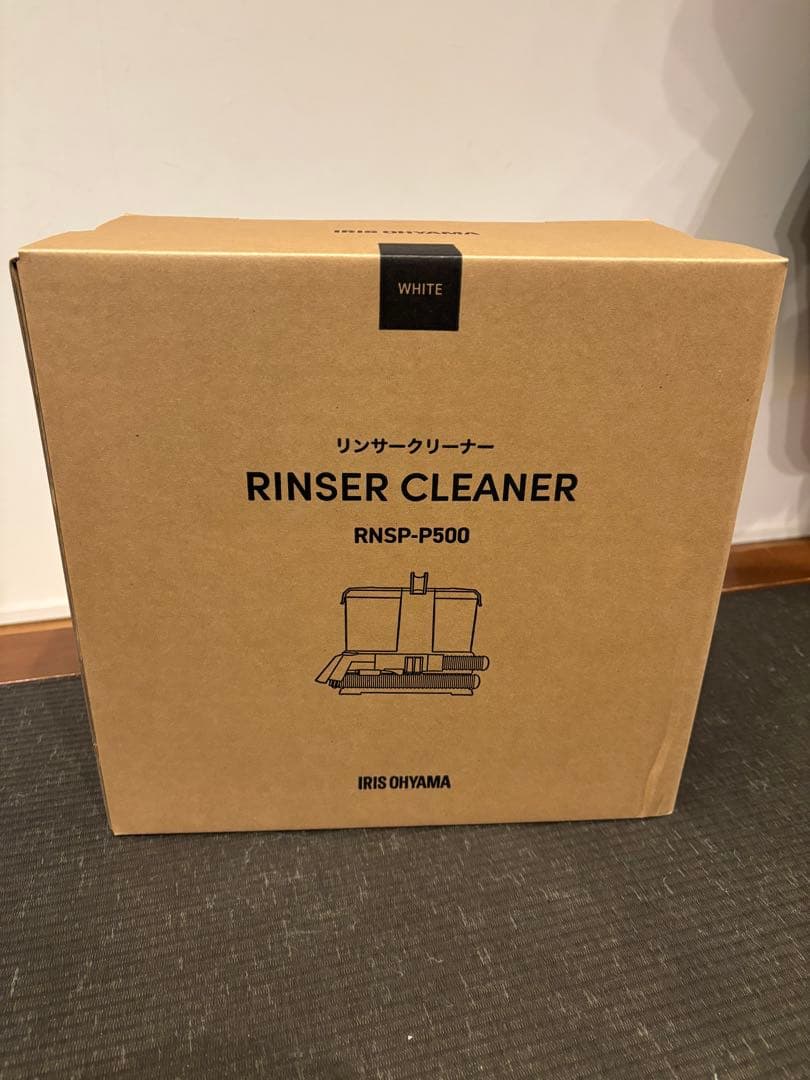 IRIS OHYAMA
WHITE
リンサークリーナー
RINSER CLEANER
RNSP-P500
IRIS OHYAMA